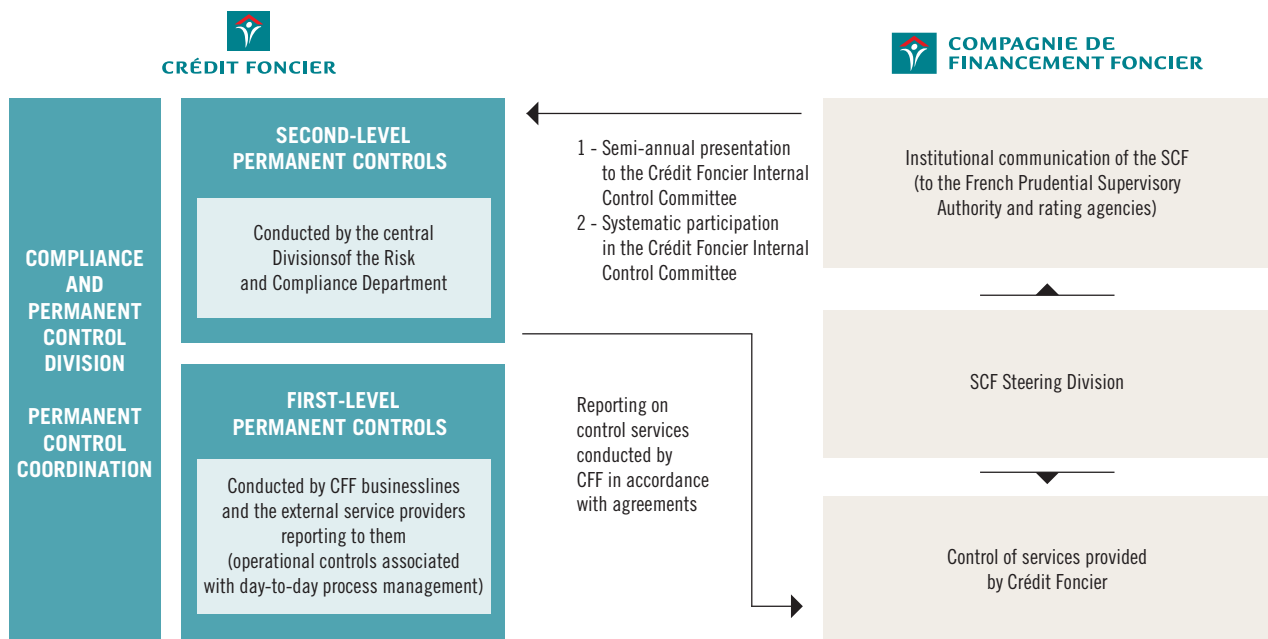 CRÉDIT FONCIER
COMPAGNIE DE
FINANCEMENT FONCIER
COMPLIANCE
AND
PERMANENT
CONTROL
DIVISION
PERMANENT
CONTROL
COORDINATION
SECOND-LEVEL
PERMANENT CONTROLS
Conducted by the central
Divisionsof the Risk
and Compliance Department
FIRST-LEVEL
PERMANENT CONTROLS
Conducted by CFF businesslines
and the external service providers
reporting to them
(operational controls associated
with day-to-day process management)
1 - Semi-annual presentation
to the Crédit Foncier Internal
Control Committee
2 - Systematic participation
in the Crédit Foncier Internal
Control Committee
Reporting on
control services
conducted by
CFF in accordance
with agreements
Institutional communication of the SCF
(to the French Prudential Supervisory
Authority and rating agencies)
SCF Steering Division
Control of services provided
by Crédit Foncier